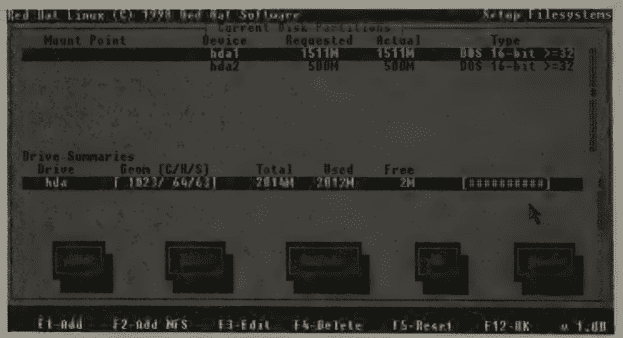 Red Hat Linux (C) 1998 Red Hat Software Setup Filesystems
Current Disk Partitions
Mount Point Device Requested Actual Type
hda1 1511M 1511M DOS 16-bit >=32
hda2 500M 500M DOS 16-bit >=32
Drive Summaries
Drive Geom [C/H/S] Total Used Free
hda [ 1023/ 64/63] 2014M 2012M 2M [##########]
F1-Add F2-Add NFS F3-Edit F4-Delete F5-Reset F12-OK v 1.00